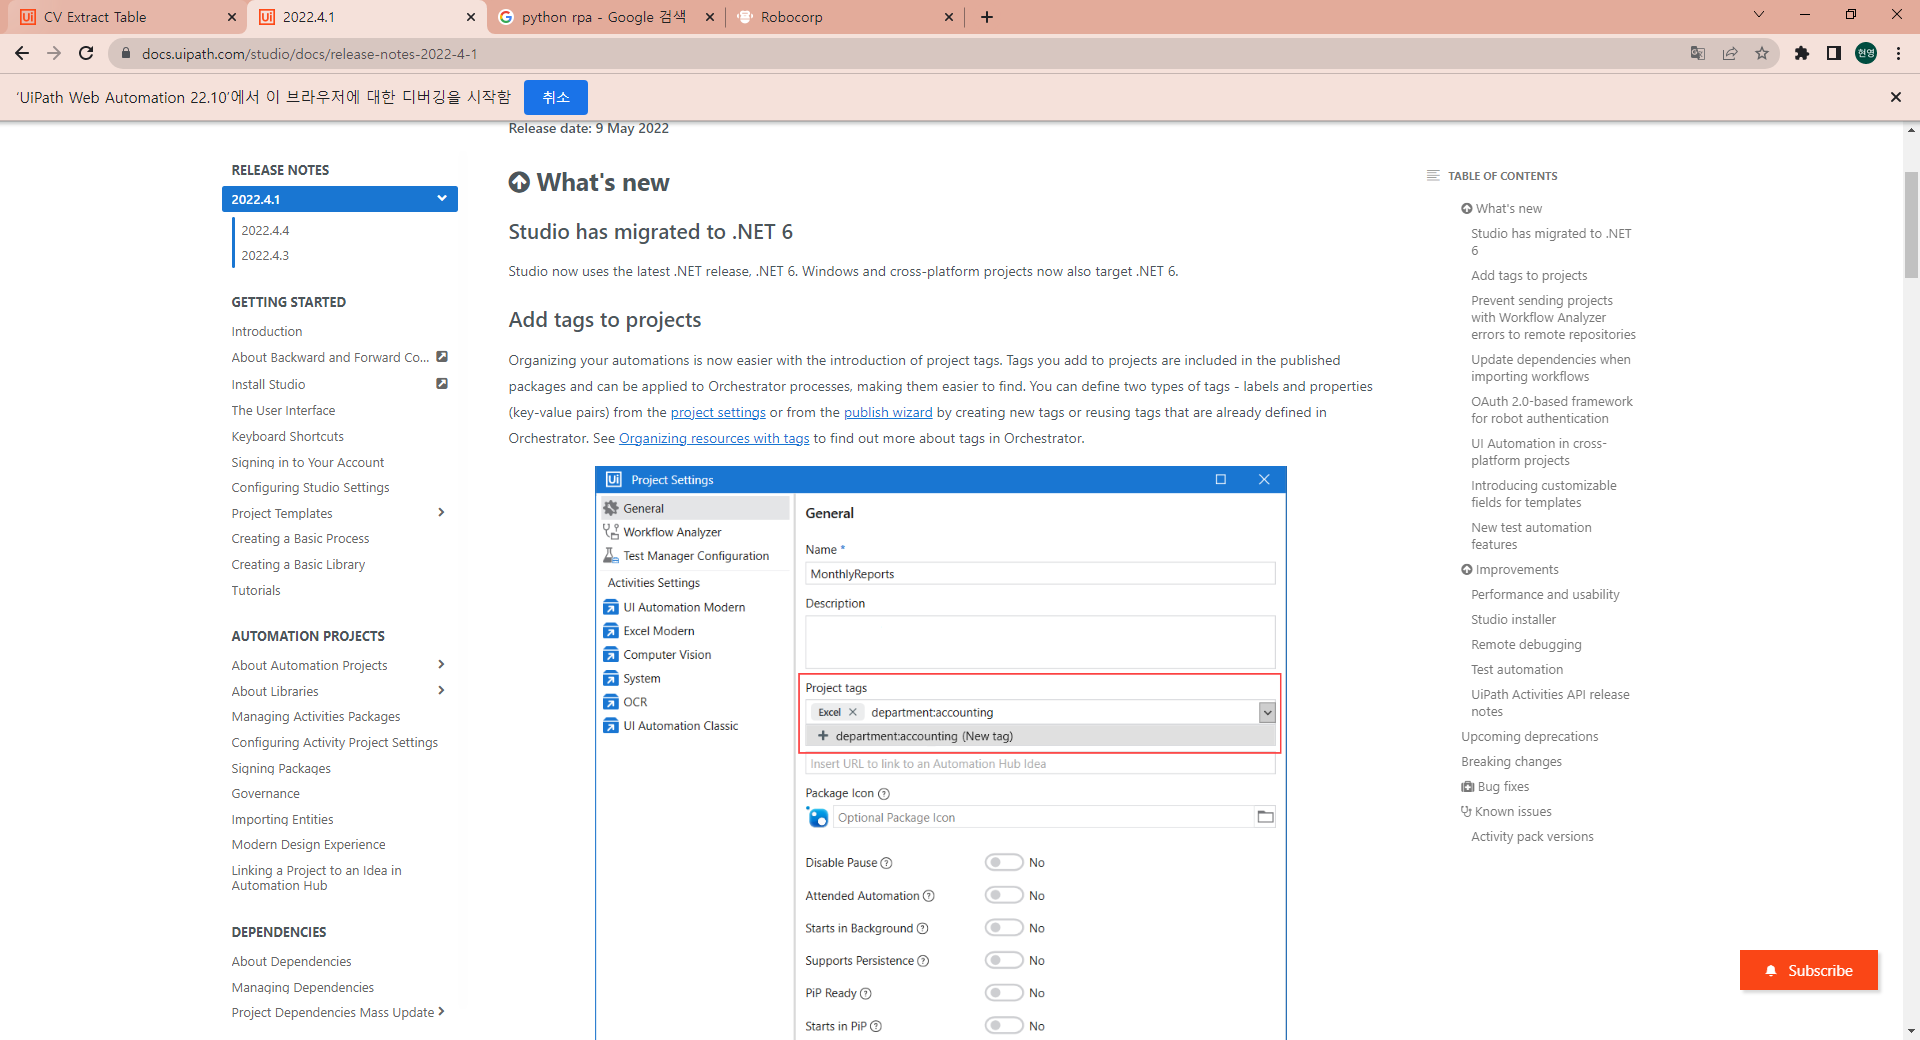 CV Extract Table
2022.4.1
python rpa - Google 검색
Robocorp
docs.uipath.com/studio/docs/release-notes-2022-4-1
현영
'UiPath Web Automation 22.10'에서 이 브라우저에 대한 디버깅을 시작함
취소
RELEASE NOTES
2022.4.1
2022.4.4
2022.4.3
GETTING STARTED
Introduction
About Backward and Forward Co...
Install Studio
The User Interface
Keyboard Shortcuts
Signing in to Your Account
Configuring Studio Settings
Project Templates
Creating a Basic Process
Creating a Basic Library
Tutorials
AUTOMATION PROJECTS
About Automation Projects
About Libraries
Managing Activities Packages
Configuring Activity Project Settings
Signing Packages
Governance
Importing Entities
Modern Design Experience
Linking a Project to an Idea in
Automation Hub
DEPENDENCIES
About Dependencies
Managing Dependencies
Project Dependencies Mass Update
Release date: 9 May 2022
What's new
Studio has migrated to .NET 6
Studio now uses the latest .NET release, .NET 6. Windows and cross-platform projects now also target .NET 6.
Add tags to projects
Organizing your automations is now easier with the introduction of project tags. Tags you add to projects are included in the published
packages and can be applied to Orchestrator processes, making them easier to find. You can define two types of tags - labels and properties
(key-value pairs) from the project settings or from the publish wizard by creating new tags or reusing tags that are already defined in
Orchestrator. See Organizing resources with tags to find out more about tags in Orchestrator.
Ui Project Settings
General
Workflow Analyzer
Test Manager Configuration
Activities Settings
UI Automation Modern
Excel Modern
Computer Vision
System
OCR
UI Automation Classic
General
Name *
MonthlyReports
Description
Project tags
Excel department:accounting
department:accounting (New tag)
Insert URL to link to an Automation Hub Idea
Package Icon
Optional Package Icon
Disable Pause No
Attended Automation No
Starts in Background No
Supports Persistence No
PiP Ready No
Starts in PiP No
TABLE OF CONTENTS
What's new
Studio has migrated to .NET
6
Add tags to projects
Prevent sending projects
with Workflow Analyzer
errors to remote repositories
Update dependencies when
importing workflows
OAuth 2.0-based framework
for robot authentication
UI Automation in cross-
platform projects
Introducing customizable
fields for templates
New test automation
features
Improvements
Performance and usability
Studio installer
Remote debugging
Test automation
UiPath Activities API release
notes
Upcoming deprecations
Breaking changes
Bug fixes
Known issues
Activity pack versions
Subscribe